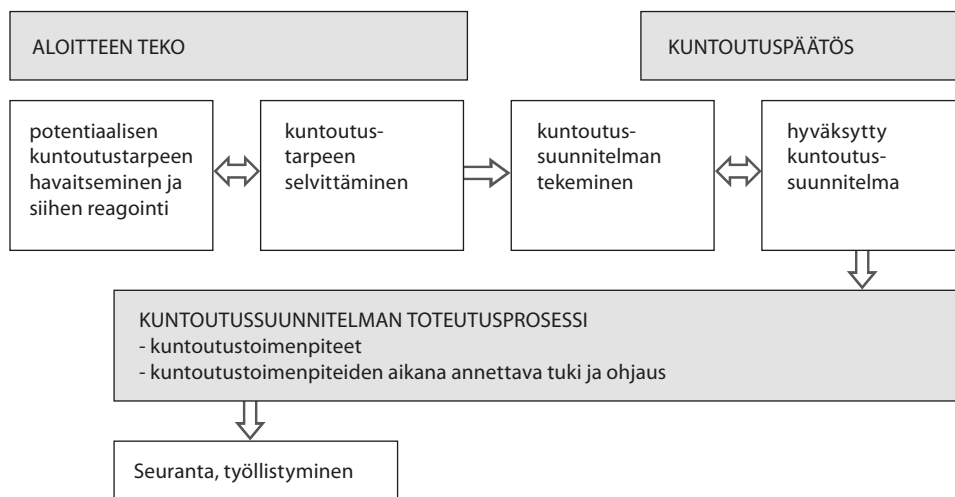 ALOITTEEN TEKO
KUNTOUTUSPÄÄTÖS
potentiaalisen
kuntoutustarpeen
havaitseminen ja
siihen reagointi
kuntoutus-
tarpeen
selvittäminen
kuntoutus-
suunnitelman
tekeminen
hyväksytty
kuntoutus-
suunnitelma
KUNTOUTUSSUUNNITELMAN TOTEUTUSPROSESSI
- kuntoutustoimenpiteet
- kuntoutustoimenpiteiden aikana annettava tuki ja ohjaus
Seuranta, työllistyminen